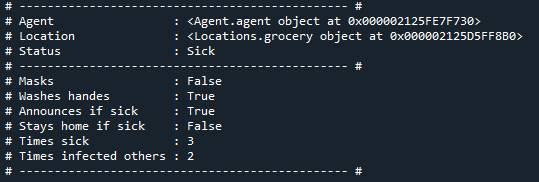 # ----------------------------------------------- #
# Agent                 : <Agent.agent object at 0x000002125FE7F730>
# Location              : <Locations.grocery object at 0x000002125D5FF8B0>
# Status                : Sick
# ----------------------------------------------- #
# Masks                 : False
# Washes handes         : True
# Announces if sick     : True
# Stays home if sick    : False
# Times sick            : 3
# Times infected others : 2
# ----------------------------------------------- #